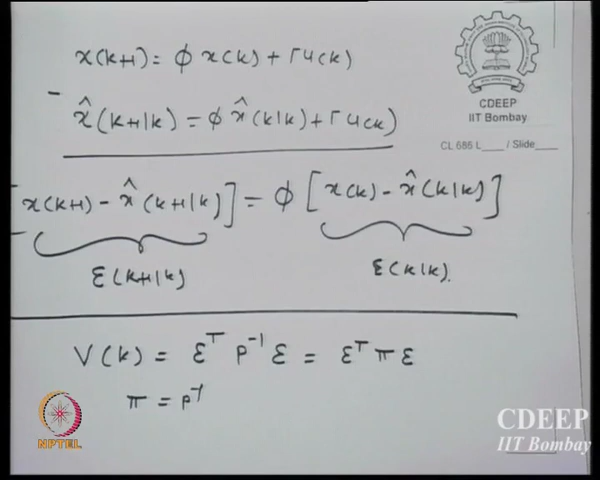 x(k+1) = φ x(k) + Γu(k)
CDEEP
IIT Bombay
- x̂(k+1|k) = φ x̂(k|k) + Γu(k)
CL 686 L____ / Slide____
[x(k+1) - x̂(k+1|k)] = φ [x(k) - x̂(k|k)]
ε(k+1|k) ε(k|k).
V(k) = εᵀ P⁻¹ ε = εᵀ π ε
π = P⁻¹
NPTEL
CDEEP
IIT Bombay